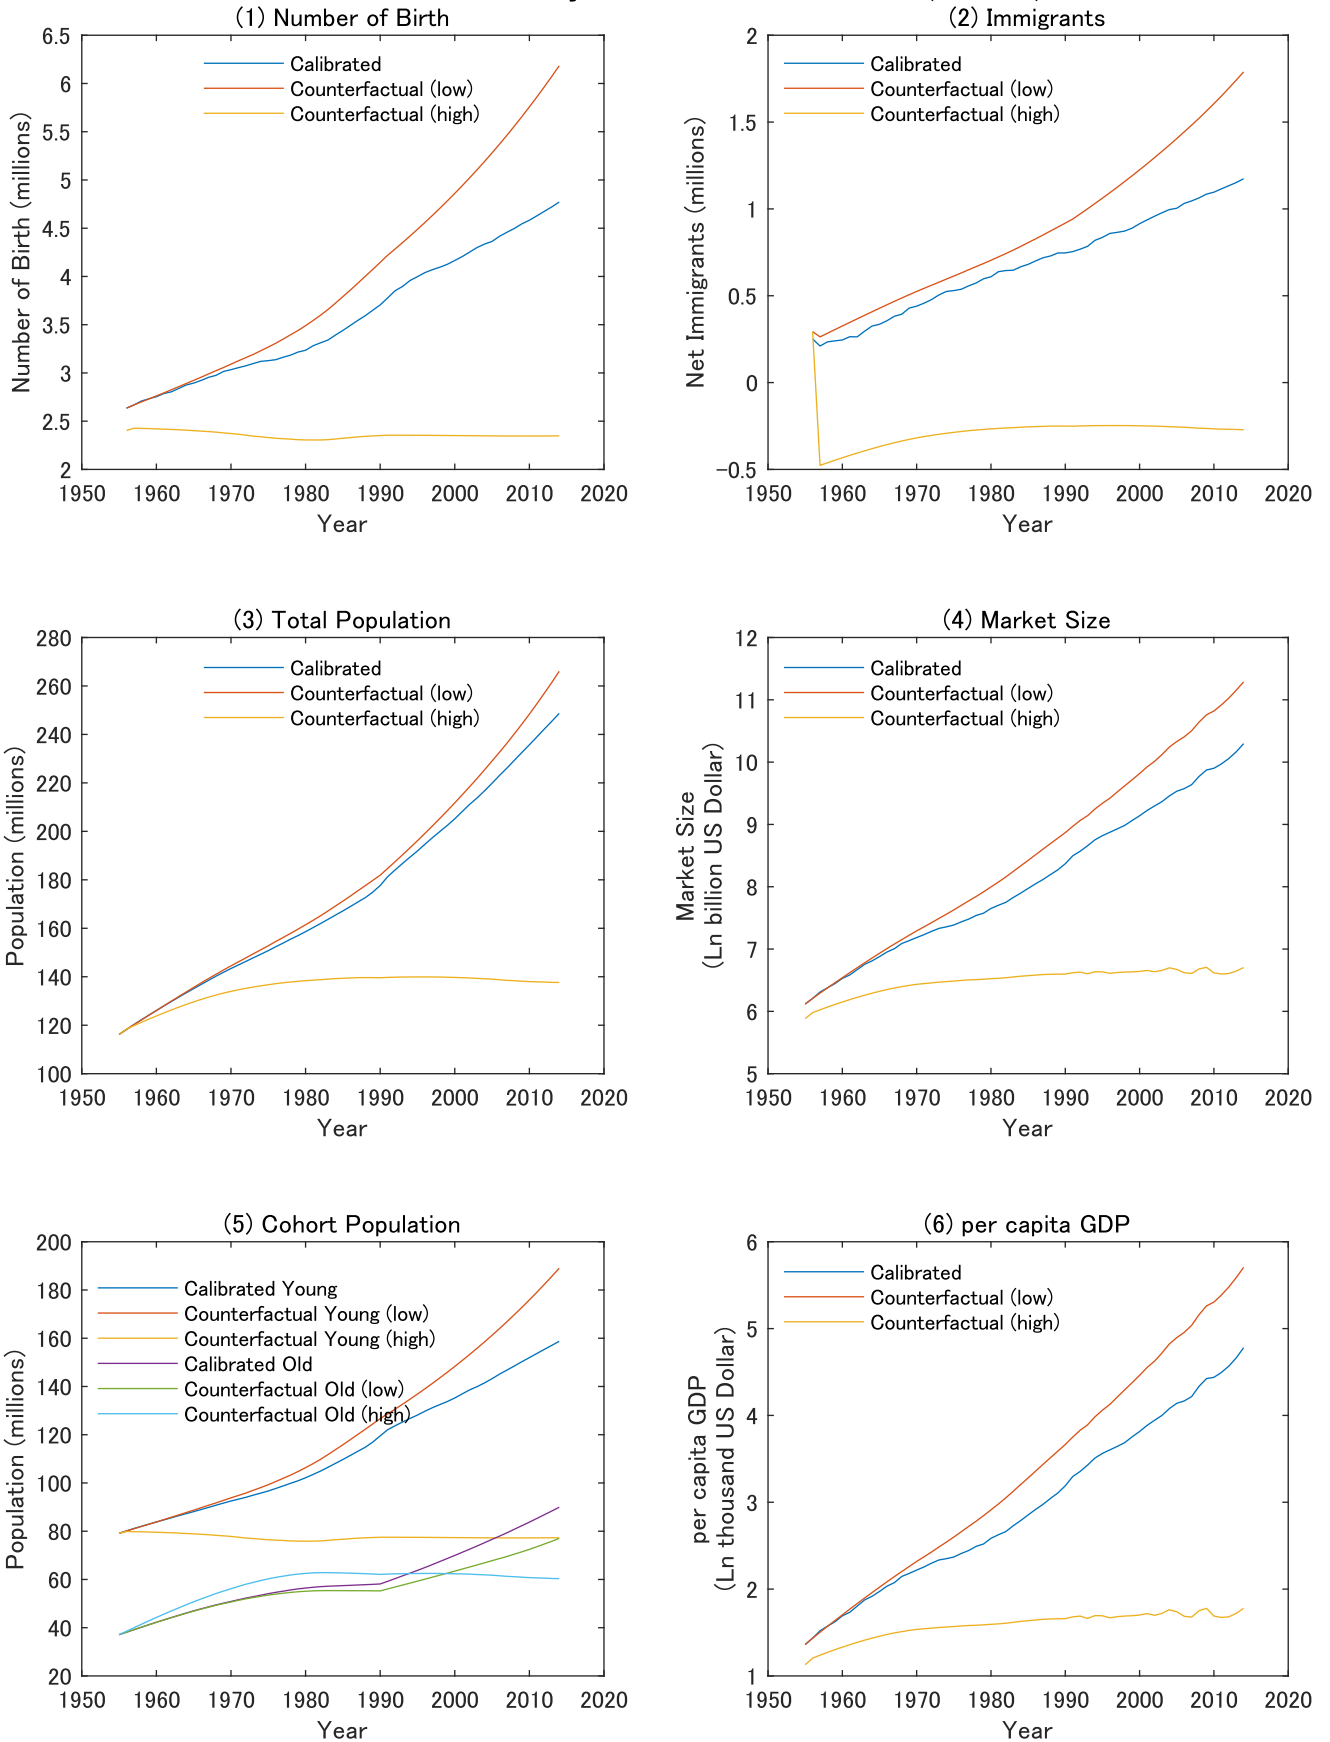 (1) Number of Birth
6.5
6
5.5
5
4.5
4
3.5
3
2.5
2
Number of Birth (millions)
Calibrated
Counterfactual (low)
Counterfactual (high)
1950 1960 1970 1980 1990 2000 2010 2020
Year
(2) Immigrants
2
1.5
1
0.5
0
-0.5
Net Immigrants (millions)
Calibrated
Counterfactual (low)
Counterfactual (high)
1950 1960 1970 1980 1990 2000 2010 2020
Year
(3) Total Population
280
260
240
220
200
180
160
140
120
100
Population (millions)
Calibrated
Counterfactual (low)
Counterfactual (high)
1950 1960 1970 1980 1990 2000 2010 2020
Year
(4) Market Size
12
11
10
9
8
7
6
5
Market Size
(Ln billion US Dollar)
Calibrated
Counterfactual (low)
Counterfactual (high)
1950 1960 1970 1980 1990 2000 2010 2020
Year
(5) Cohort Population
200
180
160
140
120
100
80
60
40
20
Population (millions)
Calibrated Young
Counterfactual Young (low)
Counterfactual Young (high)
Calibrated Old
Counterfactual Old (low)
Counterfactual Old (high)
1950 1960 1970 1980 1990 2000 2010 2020
Year
(6) per capita GDP
6
5
4
3
2
1
per capita GDP
(Ln thousand US Dollar)
Calibrated
Counterfactual (low)
Counterfactual (high)
1950 1960 1970 1980 1990 2000 2010 2020
Year